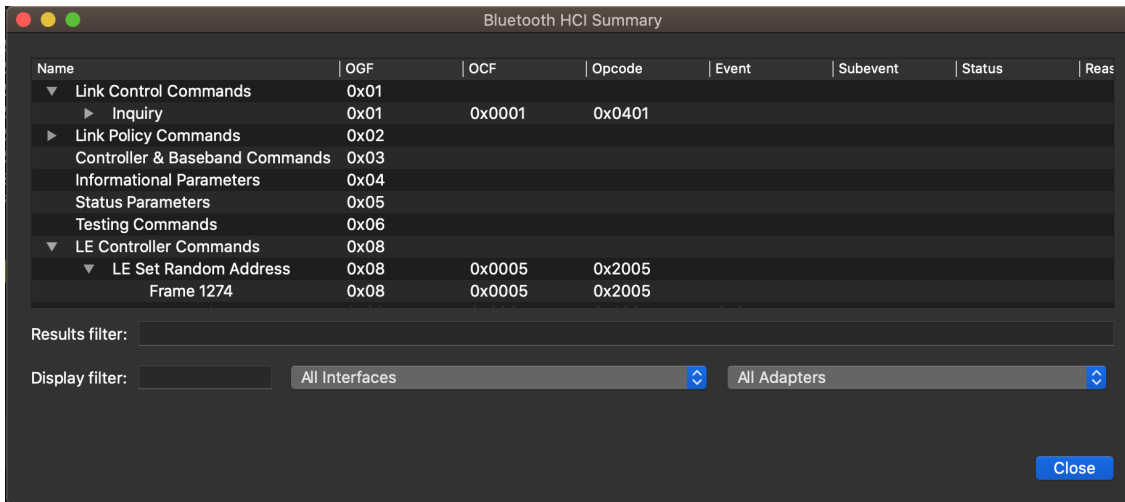 Bluetooth HCI Summary
Name OGF OCF Opcode Event Subevent Status Reas
Link Control Commands 0x01
Inquiry 0x01 0x0001 0x0401
Link Policy Commands 0x02
Controller & Baseband Commands 0x03
Informational Parameters 0x04
Status Parameters 0x05
Testing Commands 0x06
LE Controller Commands 0x08
LE Set Random Address 0x08 0x0005 0x2005
Frame 1274 0x08 0x0005 0x2005
Results filter:
Display filter: All Interfaces All Adapters
Close